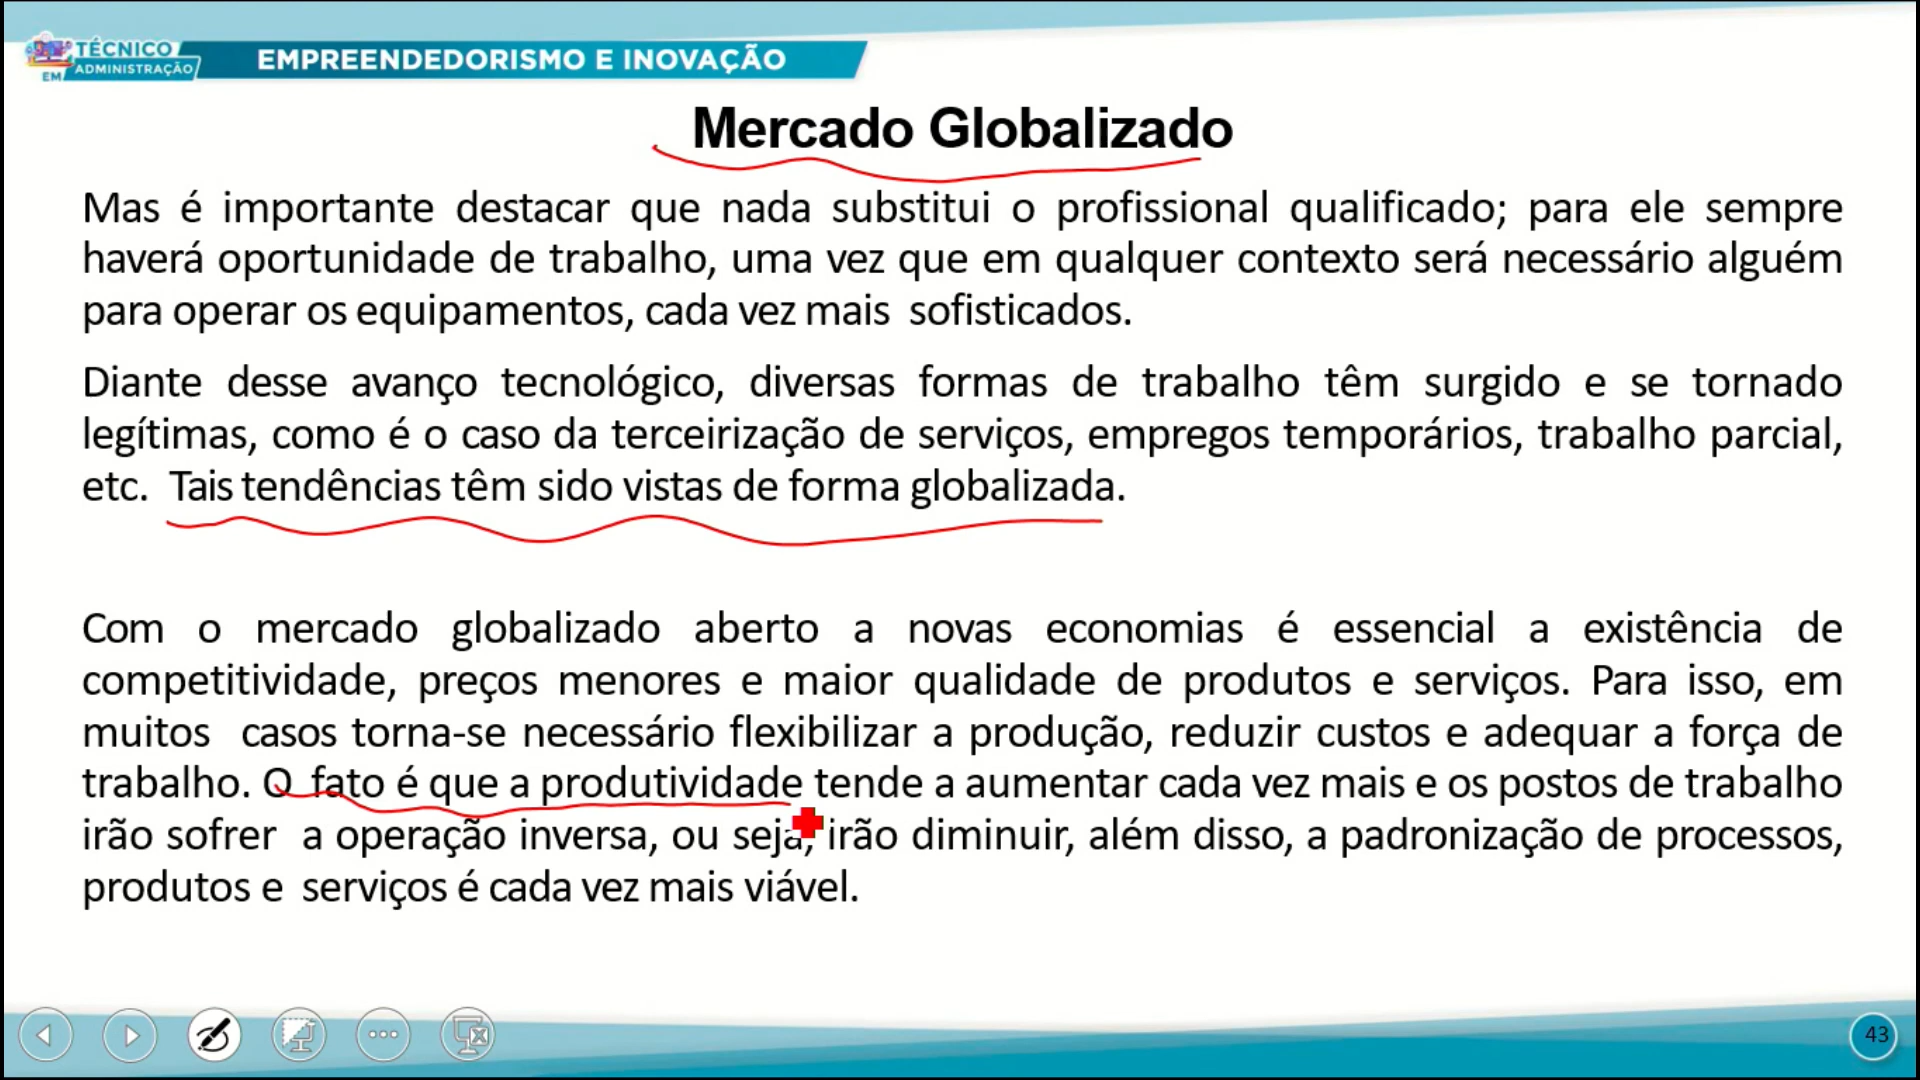 TÉCNICO
EM ADMINISTRAÇÃO
EMPREENDEDORISMO E INOVAÇÃO
Mercado Globalizado
Mas é importante destacar que nada substitui o profissional qualificado; para ele sempre
haverá oportunidade de trabalho, uma vez que em qualquer contexto será necessário alguém
para operar os equipamentos, cada vez mais sofisticados.
Diante desse avanço tecnológico, diversas formas de trabalho têm surgido e se tornado
legítimas, como é o caso da terceirização de serviços, empregos temporários, trabalho parcial,
etc. Tais tendências têm sido vistas de forma globalizada.
Com o mercado globalizado aberto a novas economias é essencial a existência de
competitividade, preços menores e maior qualidade de produtos e serviços. Para isso, em
muitos casos torna-se necessário flexibilizar a produção, reduzir custos e adequar a força de
trabalho. O fato é que a produtividade tende a aumentar cada vez mais e os postos de trabalho
irão sofrer a operação inversa, ou seja, irão diminuir, além disso, a padronização de processos,
produtos e serviços é cada vez mais viável.
43